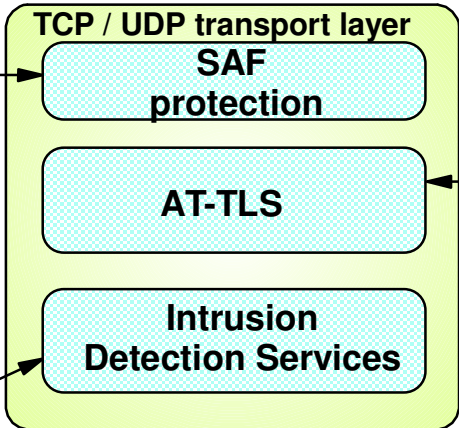 TCP / UDP transport layer
SAF
protection
AT-TLS
Intrusion
Detection Services